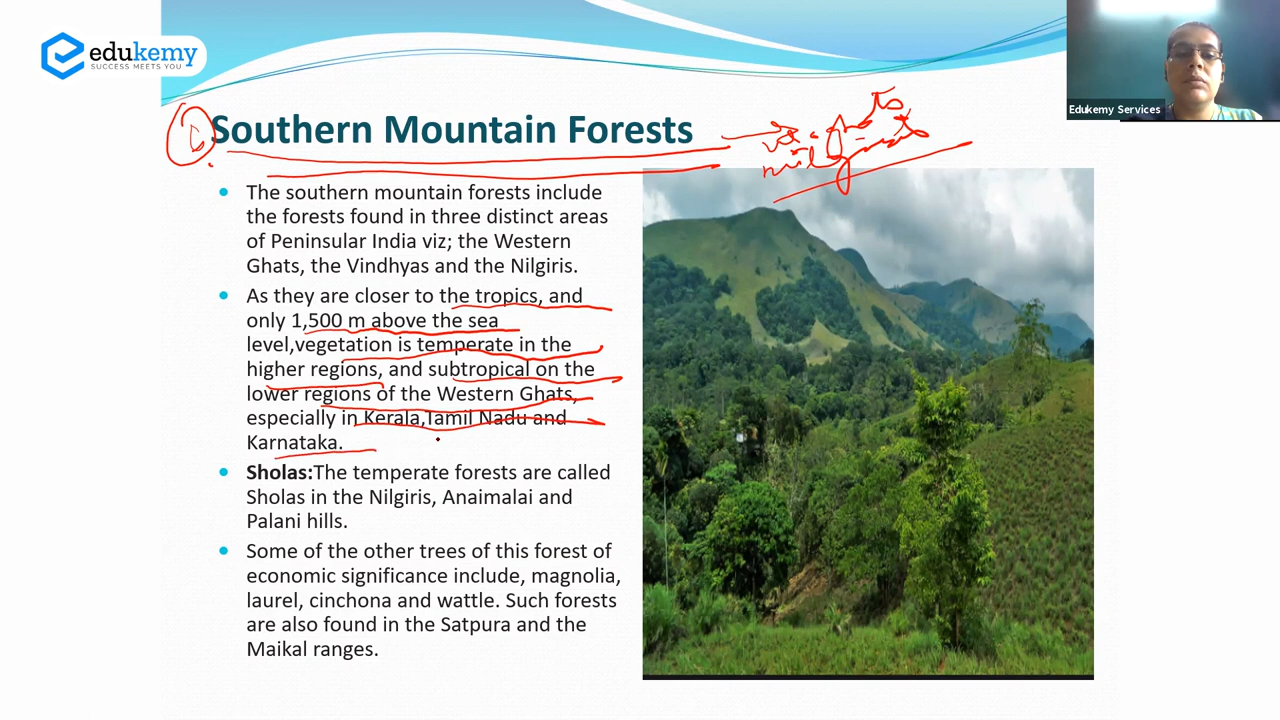 edukemy
SUCCESS MEETS YOU
Edukemy Services
Southern Mountain Forests
• The southern mountain forests include
the forests found in three distinct areas
of Peninsular India viz; the Western
Ghats, the Vindhyas and the Nilgiris.
• As they are closer to the tropics, and
only 1,500 m above the sea
level,vegetation is temperate in the
higher regions, and subtropical on the
lower regions of the Western Ghats,
especially in Kerala,Tamil Nadu and
Karnataka.
• Sholas:The temperate forests are called
Sholas in the Nilgiris, Anaimalai and
Palani hills.
• Some of the other trees of this forest of
economic significance include, magnolia,
laurel, cinchona and wattle. Such forests
are also found in the Satpura and the
Maikal ranges.